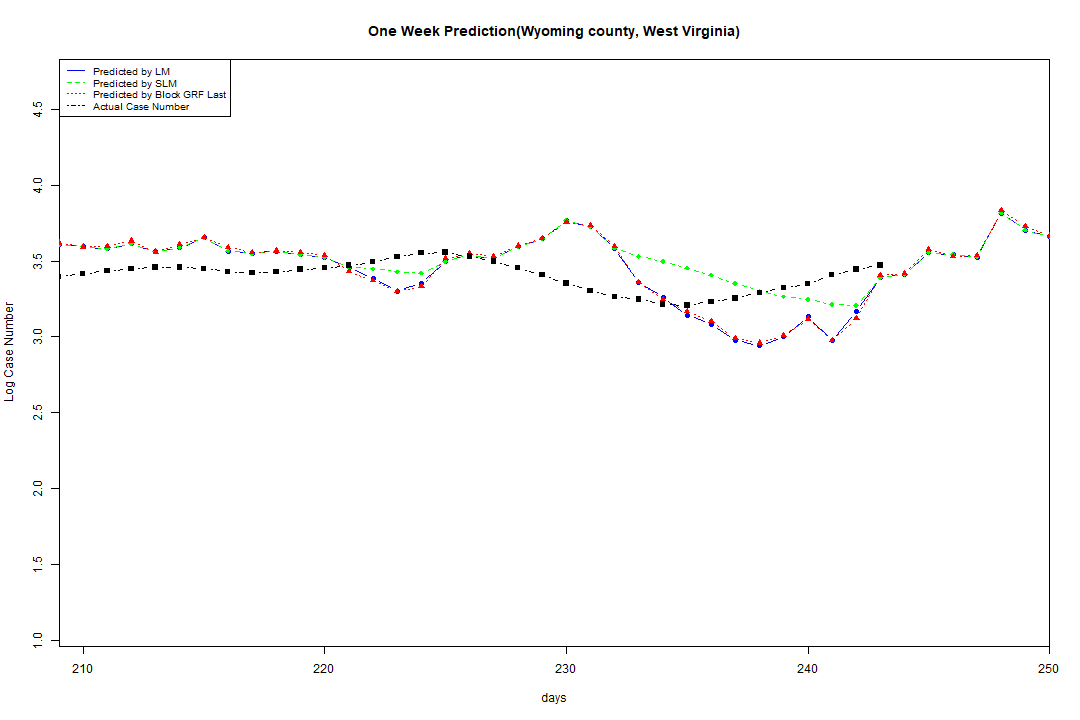 One Week Prediction(Wyoming county, West Virginia)
Predicted by LM
Predicted by SLM
Predicted by Block GRF Last
Actual Case Number
4.5
4.0
3.5
3.0
2.5
2.0
1.5
1.0
Log Case Number
210
220
230
240
250
days